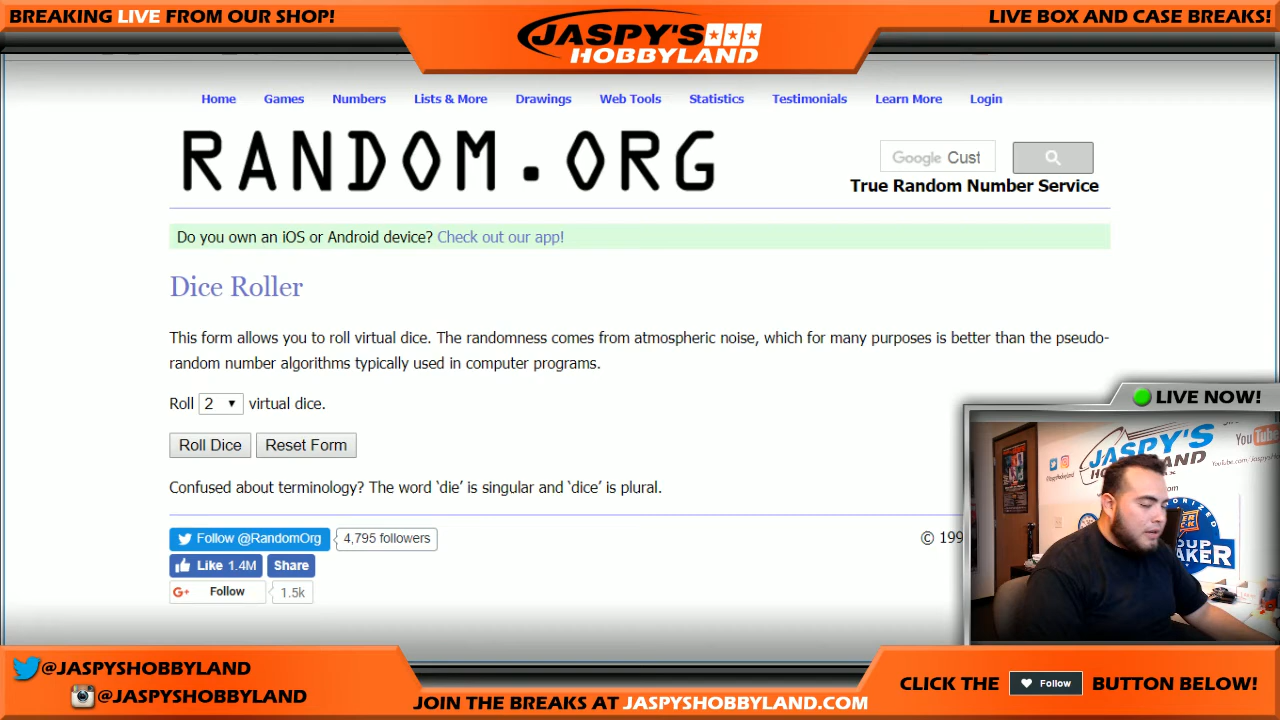 BREAKING LIVE FROM OUR SHOP!
JASPY'S
HOBBYLAND
LIVE BOX AND CASE BREAKS!
Home Games Numbers Lists & More Drawings Web Tools Statistics Testimonials Learn More Login
RANDOM.ORG
Google Cust
True Random Number Service
Do you own an iOS or Android device? Check out our app!
Dice Roller
This form allows you to roll virtual dice. The randomness comes from atmospheric noise, which for many purposes is better than the pseudo-
random number algorithms typically used in computer programs.
Roll 2 virtual dice.
Roll Dice Reset Form
Confused about terminology? The word ‘die’ is singular and ‘dice’ is plural.
Follow @RandomOrg 4,795 followers
© 199
Like 1.4M Share
G+ Follow 1.5k
LIVE NOW!
JASPY'S
HOBBYLAND
YouTube
@JASPYSHOBBYLAND
@JASPYSHOBBYLAND
JOIN THE BREAKS AT JASPYSHOBBYLAND.COM
CLICK THE Follow BUTTON BELOW!